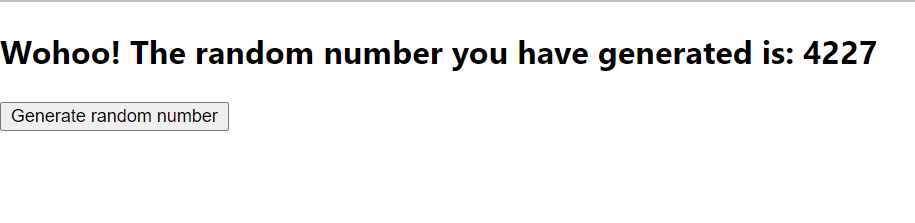 Wohoo! The random number you have generated is: 4227
Generate random number